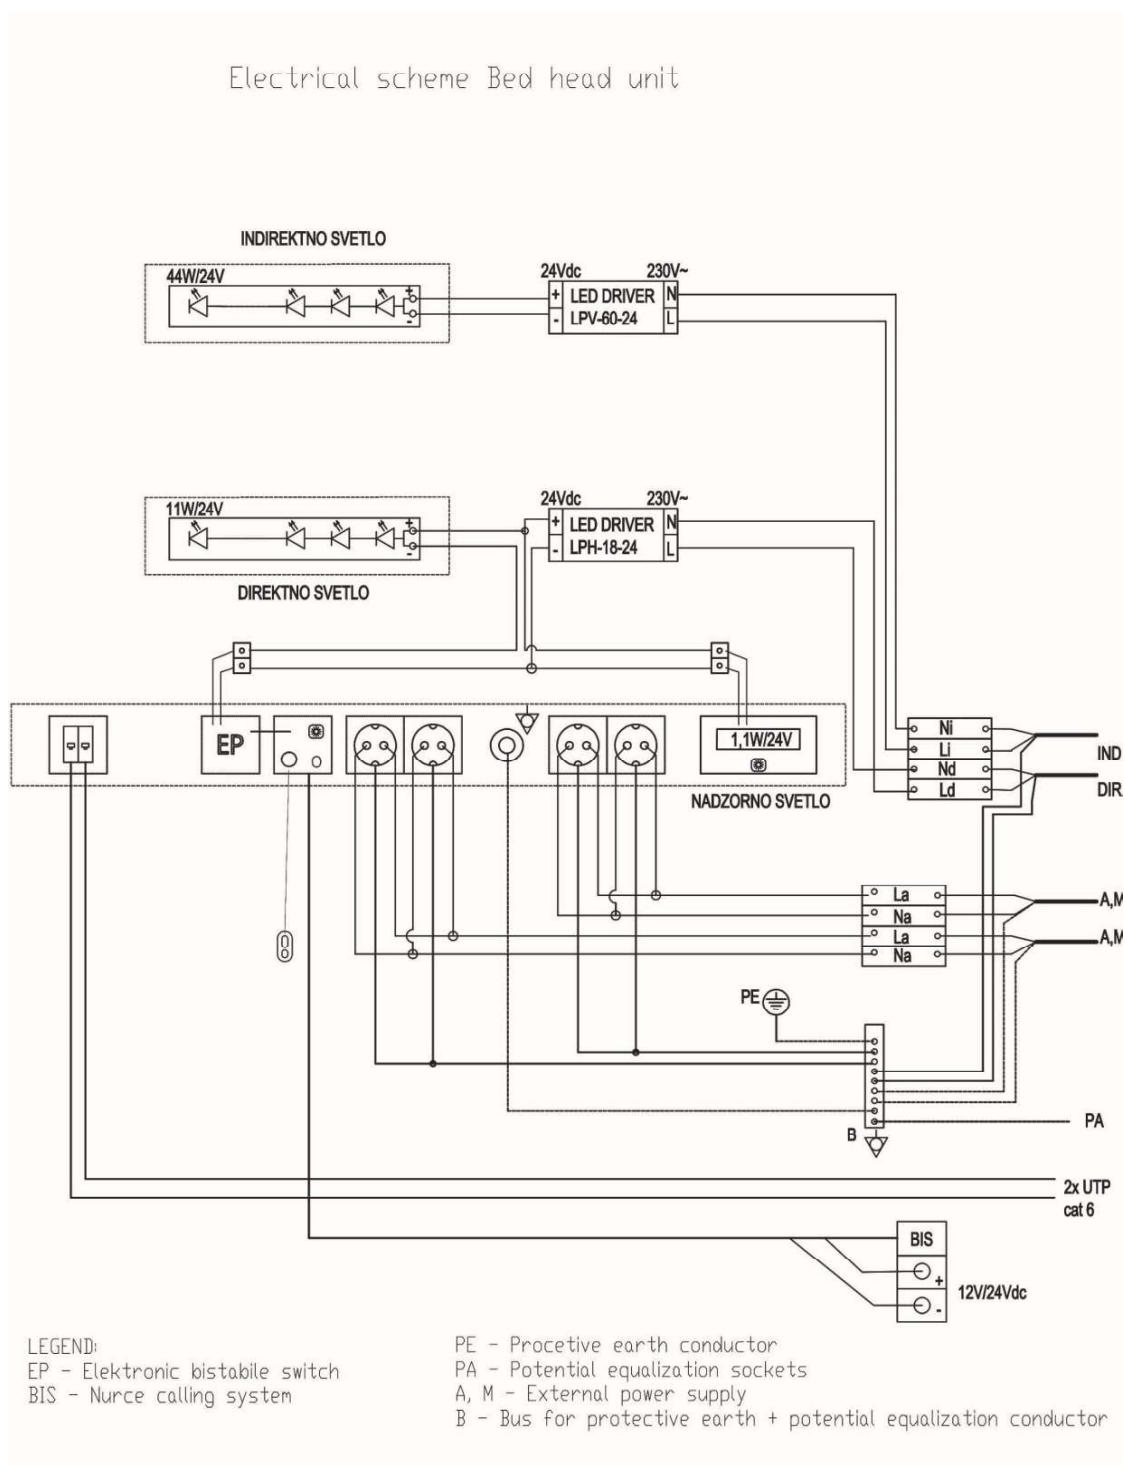 Electrical scheme Bed head unit
INDIREKTNO SVETLO
44W/24V
+
-
24Vdc
230V~
+ LED DRIVER N
- LPV-60-24 L
11W/24V
+
-
24Vdc
230V~
+ LED DRIVER N
- LPH-18-24 L
DIREKTNO SVETLO
EP
1,1W/24V
NADZORNO SVETLO
Ni
Li
Nd
Ld
IND
DIR.
La
Na
La
Na
A,M
A,M
PE
B
PA
2x UTP
cat 6
BIS
+
-
12V/24Vdc
LEGEND:
EP - Elektronic bistabile switch
BIS - Nurce calling system
PE - Procetive earth conductor
PA - Potential equalization sockets
A, M - External power supply
B - Bus for protective earth + potential equalization conductor